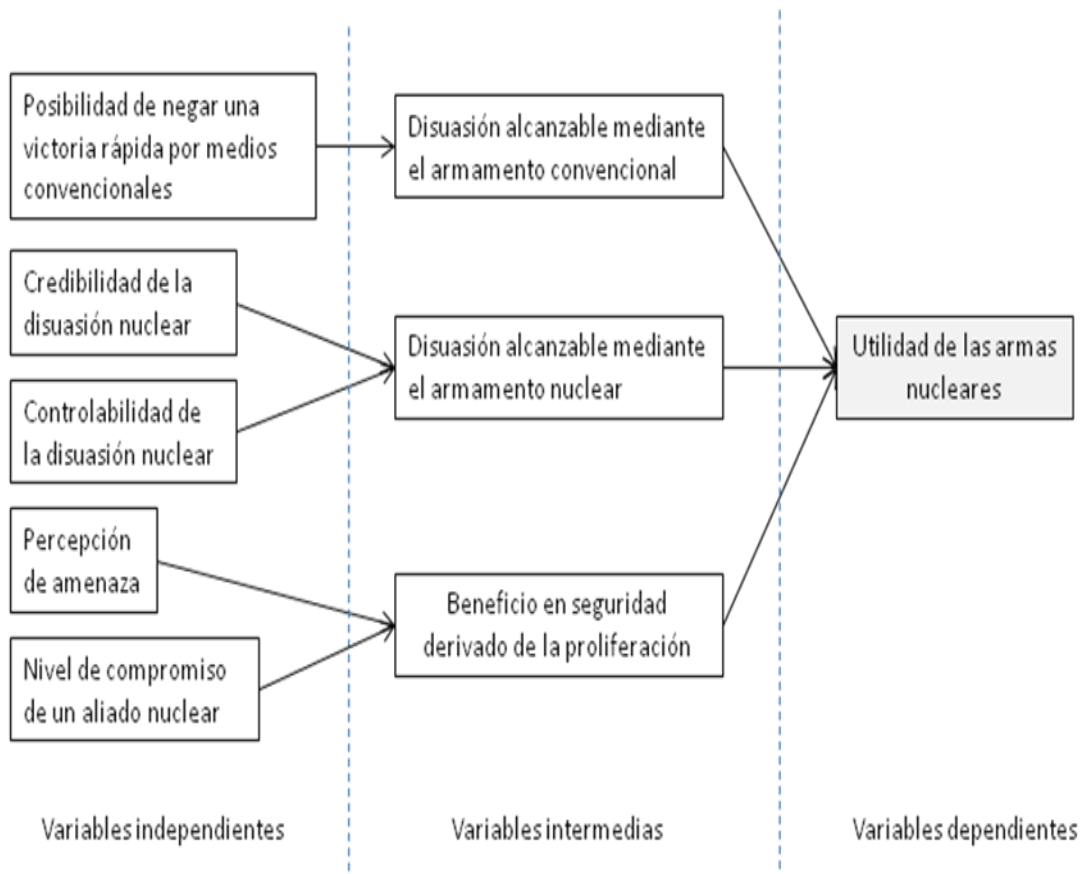 Posibilidad de negar una
victoria rápida por medios
convencionales
Credibilidad de la
disuasión nuclear
Controlabilidad de
la disuasión nuclear
Percepción
de amenaza
Nivel de compromiso
de un aliado nuclear
Variables independientes
Disuasión alcanzable mediante
el armamento convencional
Disuasión alcanzable mediante
el armamento nuclear
Beneficio en seguridad
derivado de la proliferación
Variables intermedias
Utilidad de las armas
nucleares
Variables dependientes